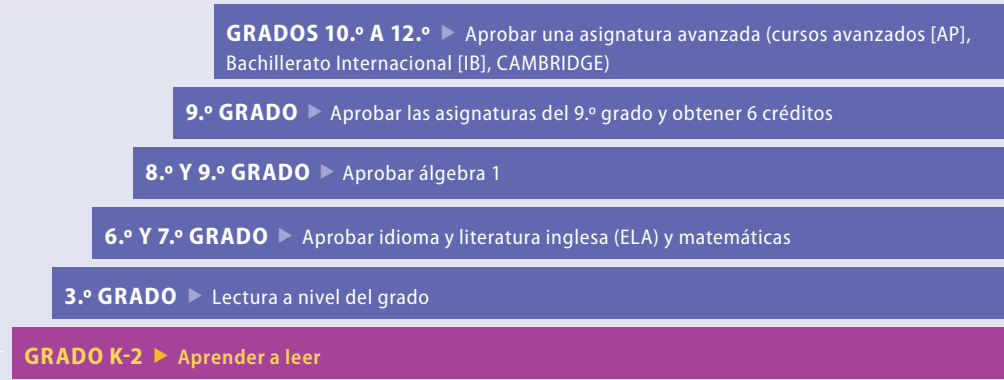 GRADOS 10.º A 12.º ▶ Aprobar una asignatura avanzada (cursos avanzados [AP],
Bachillerato Internacional [IB], CAMBRIDGE)
9.º GRADO ▶ Aprobar las asignaturas del 9.º grado y obtener 6 créditos
8.º Y 9.º GRADO ▶ Aprobar álgebra 1
6.º Y 7.º GRADO ▶ Aprobar idioma y literatura inglesa (ELA) y matemáticas
3.º GRADO ▶ Lectura a nivel del grado
GRADO K-2 ▶ Aprender a leer